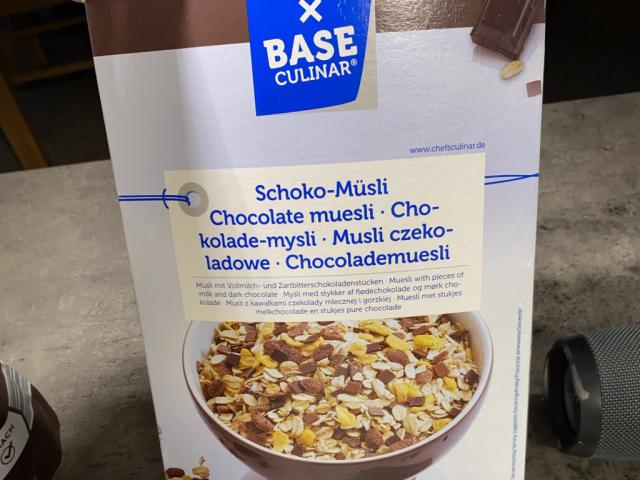 ×
BASE
CULINAR®
www.chefsculinar.de
Schoko-Müsli
Chocolate muesli · Cho-
kolade-mysli · Musli czeko-
ladowe · Chocolademuesli
Müsli mit Vollmilch- und Zartbitterschokoladenstücken · Muesli with pieces of
milk and dark chocolate · Mysli med stykker af flødechokolade og mørk cho-
kolade · Musli z kawałkami czekolady mlecznej i gorzkiej · Muesli met stukjes
melkchocolade en stukjes pure chocolade